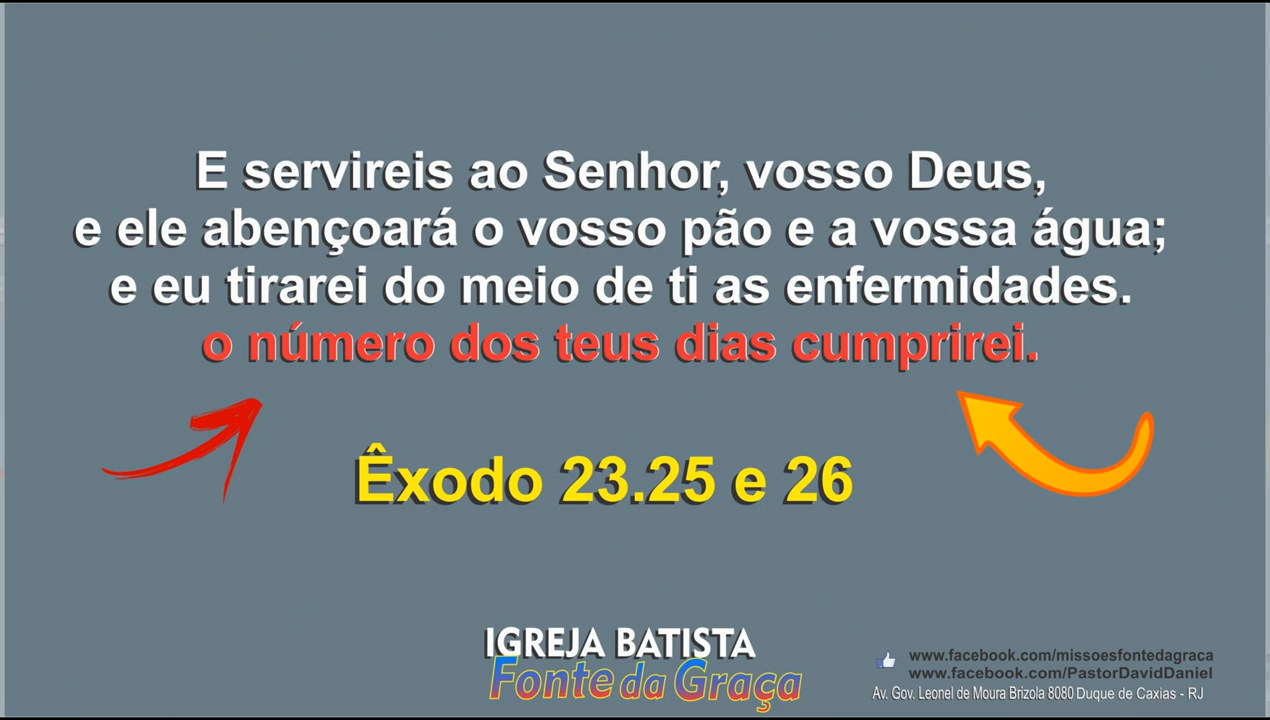 E servireis ao Senhor, vosso Deus,
e ele abençoará o vosso pão e a vossa água;
e eu tirarei do meio de ti as enfermidades.
o número dos teus dias cumprirei.
Êxodo 23.25 e 26
IGREJA BATISTA
Fonte da Graça
www.facebook.com/missoesfontedagraca
www.facebook.com/PastorDavidDaniel
Av. Gov. Leonel de Moura Brizola 8080 Duque de Caxias - RJ